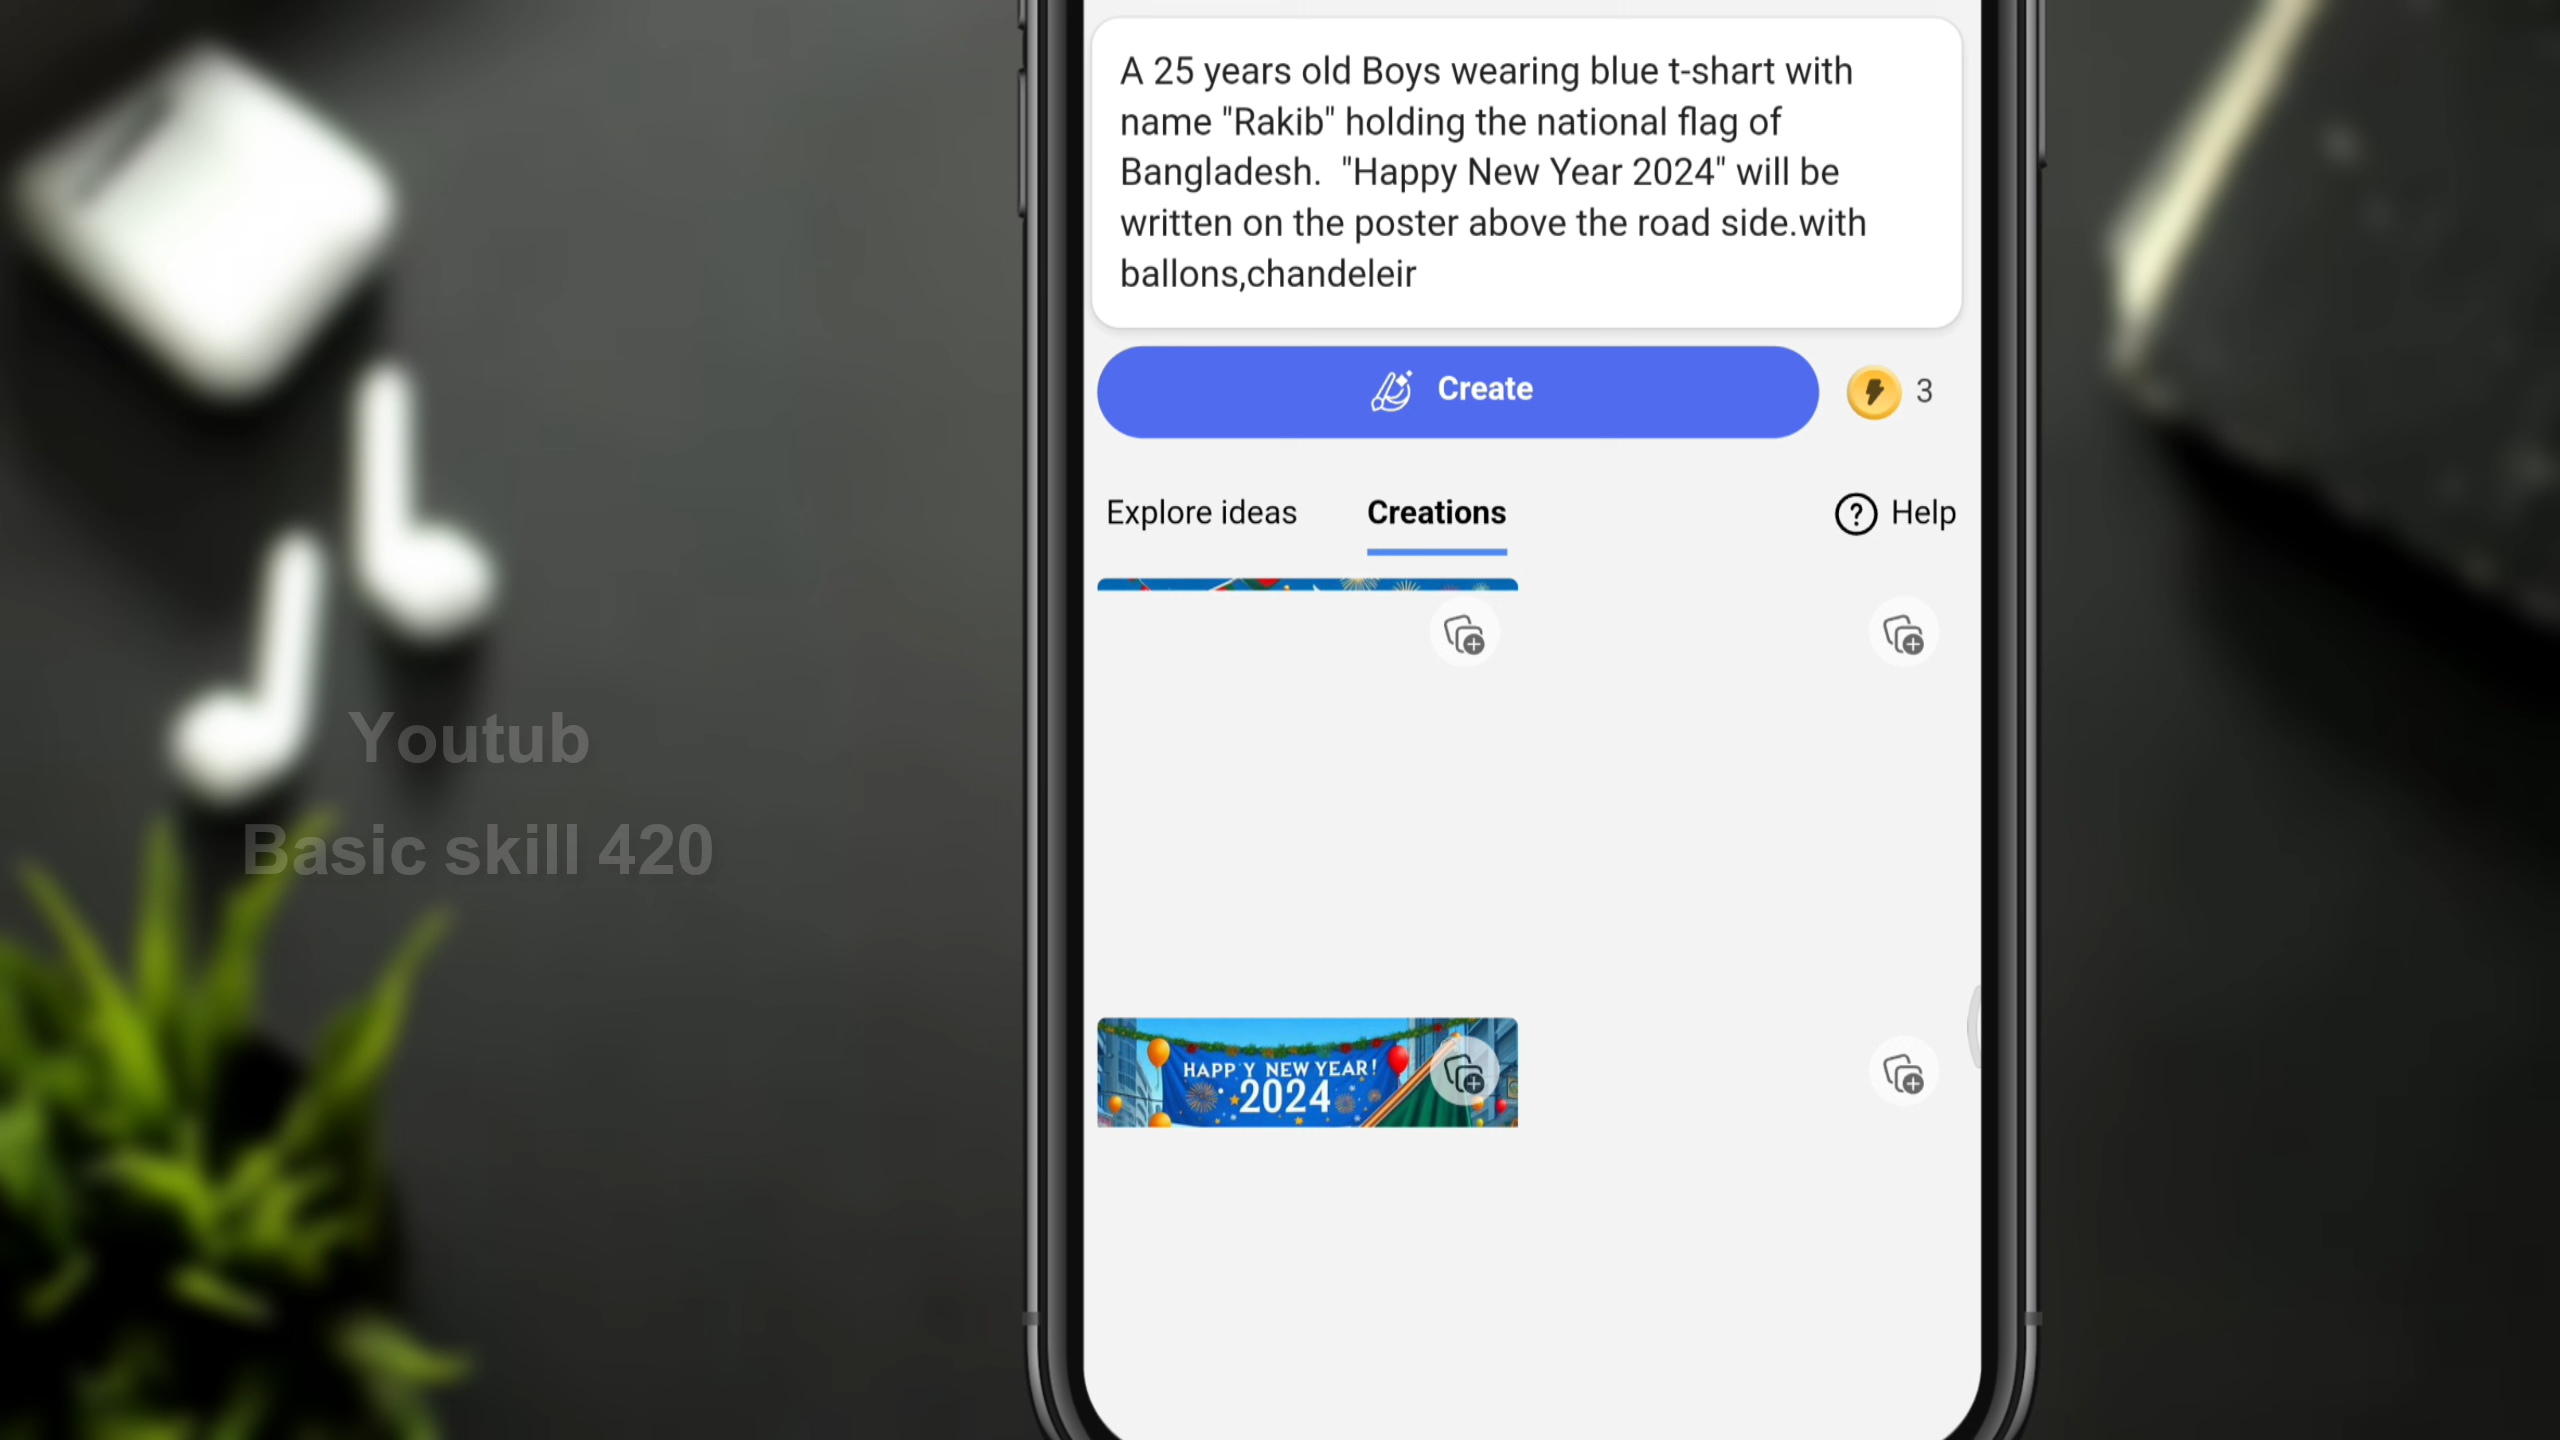 A 25 years old Boys wearing blue t-shart with
name "Rakib" holding the national flag of
Bangladesh.  "Happy New Year 2024" will be
written on the poster above the road side.with
ballons,chandeleir
Create
3
Explore ideas
Creations
Help
Youtub
Basic skill 420
HAPP Y NEW YEAR!
2024